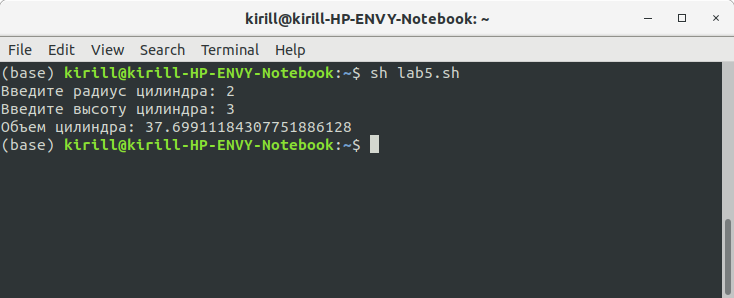 kirill@kirill-HP-ENVY-Notebook: ~
File Edit View Search Terminal Help
(base) kirill@kirill-HP-ENVY-Notebook:~$ sh lab5.sh
Введите радиус цилиндра: 2
Введите высоту цилиндра: 3
Объем цилиндра: 37.69911184307751886128
(base) kirill@kirill-HP-ENVY-Notebook:~$